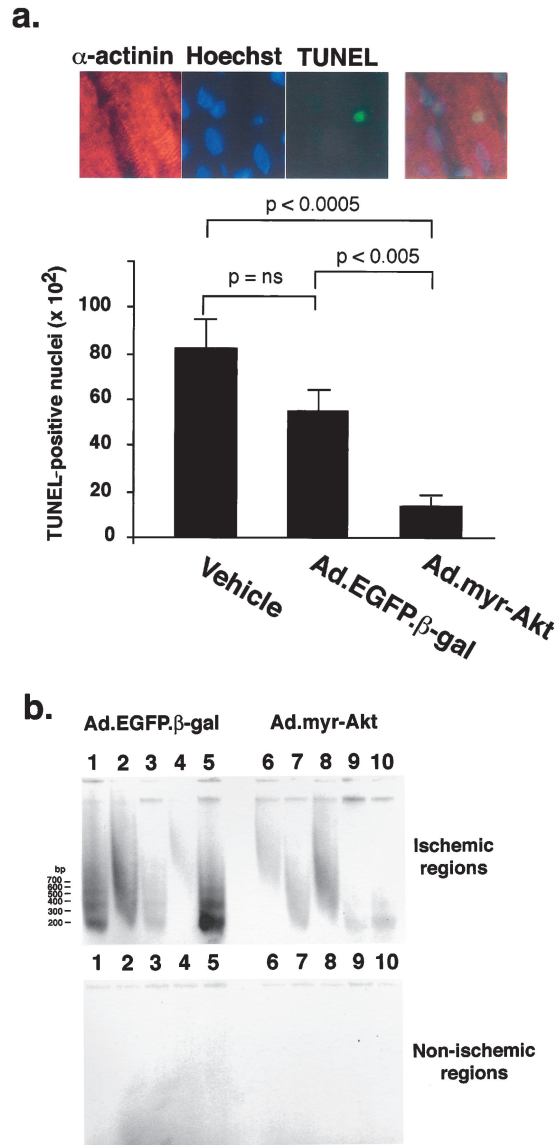 a.
α-actinin Hoechst TUNEL
p < 0.0005
p < 0.005
p = ns
TUNEL-positive nuclei (x 10²)
100
80
60
40
20
0
Vehicle
Ad.EGFP.β-gal
Ad.myr-Akt
b.
Ad.EGFP.β-gal Ad.myr-Akt
1 2 3 4 5 6 7 8 9 10
bp
700
600
500
400
300
200
Ischemic
regions
1 2 3 4 5 6 7 8 9 10
Non-ischemic
regions